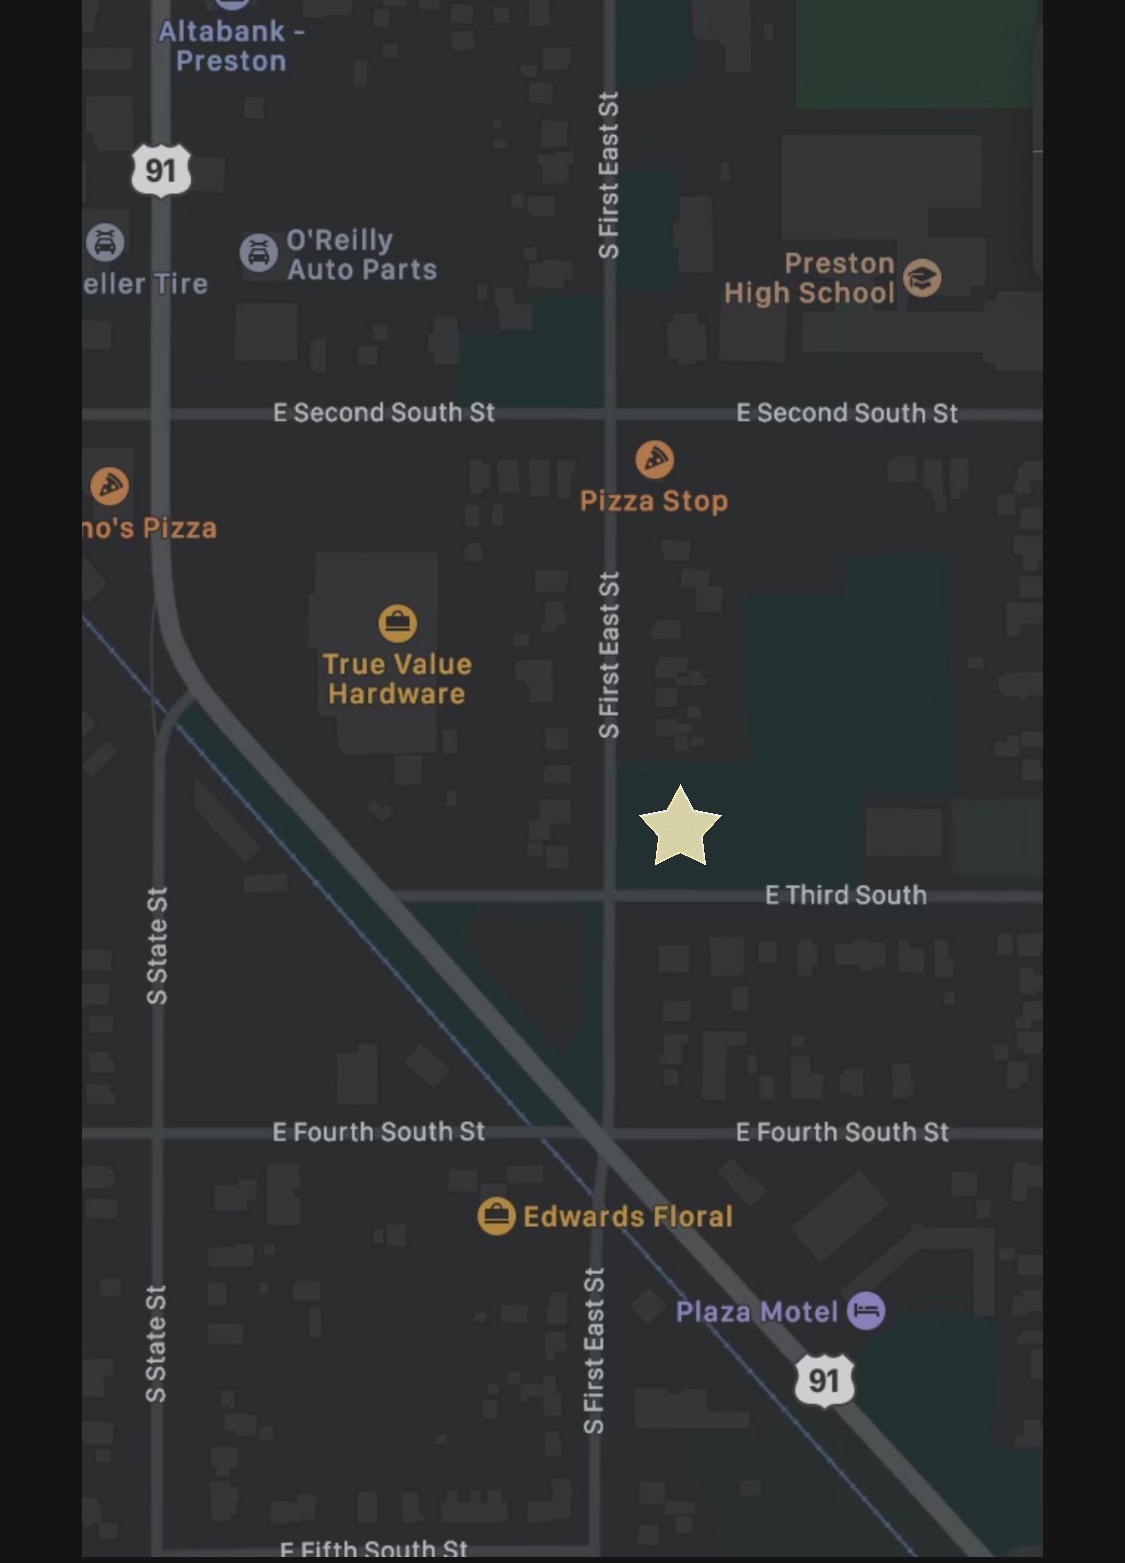 Altabank -
Preston
91
S First East St
O'Reilly
Auto Parts
eller Tire
Preston
High School
E Second South St
E Second South St
Pizza Stop
no's Pizza
S First East St
True Value
Hardware
E Third South
S State St
E Fourth South St
E Fourth South St
Edwards Floral
S State St
S First East St
Plaza Motel
91
E Fifth South St